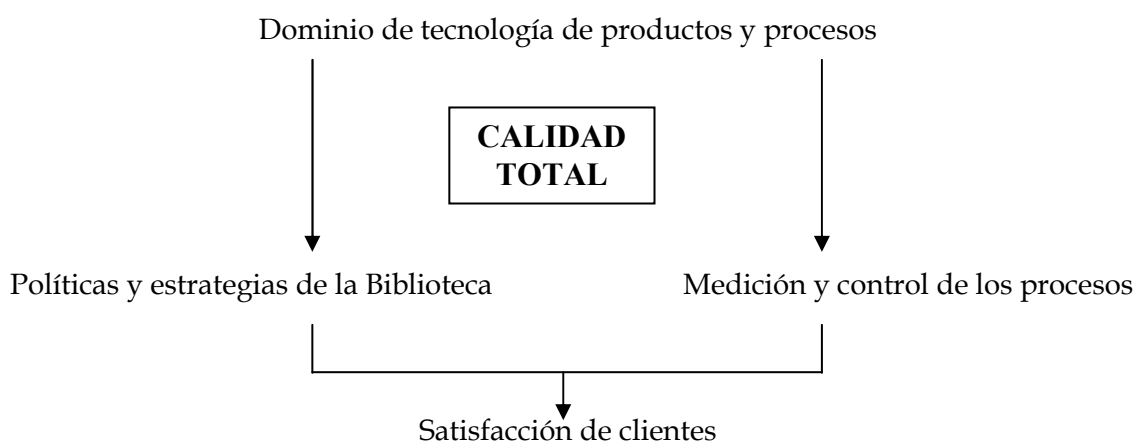 Dominio de tecnología de productos y procesos
CALIDAD
TOTAL
Políticas y estrategias de la Biblioteca
Medición y control de los procesos
Satisfacción de clientes